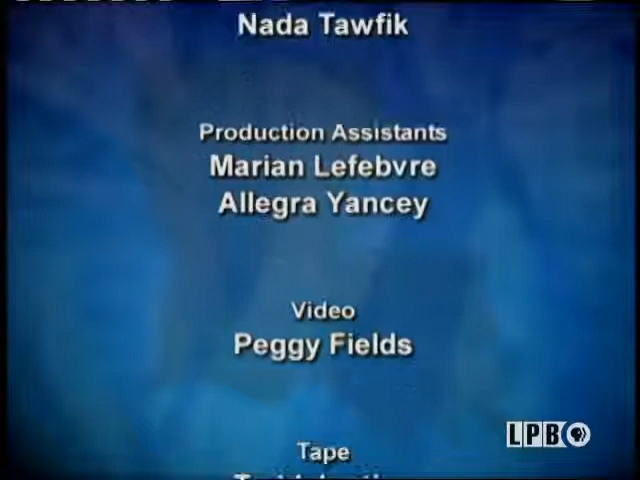 Nada Tawfik
Production Assistants
Marian Lefebvre
Allegra Yancey
Video
Peggy Fields
Tape
LPB